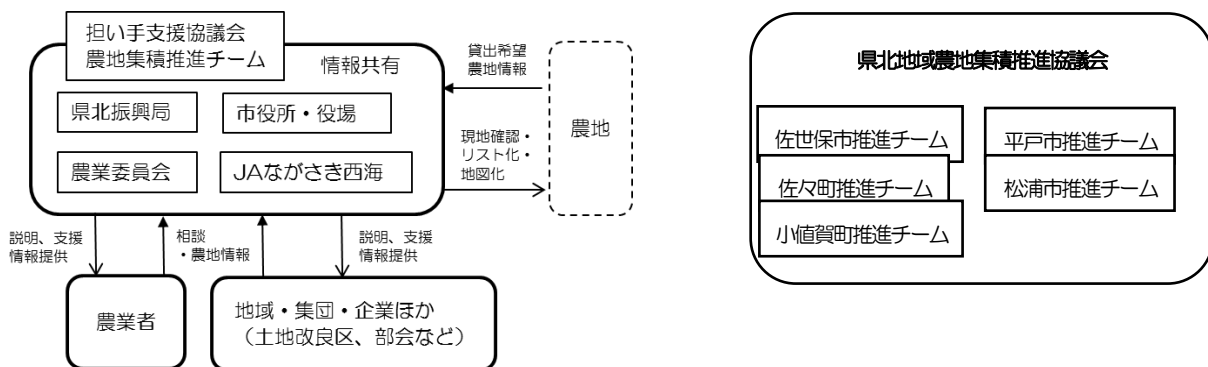 担い手支援協議会
農地集積推進チーム
情報共有
県北振興局
市役所・役場
農業委員会
JAながさき西海
貸出希望
農地情報
現地確認・
リスト化・
地図化
農地
説明、支援
情報提供
相談
・農地情報
説明、支援
情報提供
農業者
地域・集団・企業ほか
（土地改良区、部会など）
県北地域農地集積推進協議会
佐世保市推進チーム
佐々町推進チーム
小値賀町推進チーム
平戸市推進チーム
松浦市推進チーム